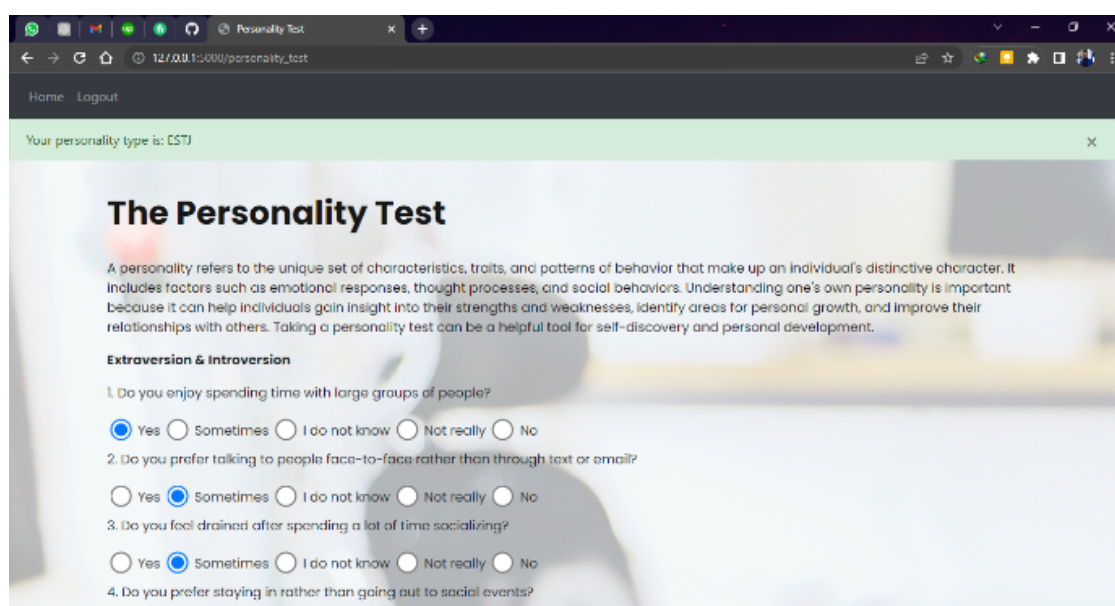 Personality Test
127.0.0.1:5000/personality_test
Home Logout
Your personality type is: ESTJ
The Personality Test
A personality refers to the unique set of characteristics, traits, and patterns of behavior that make up an individual's distinctive character. It
includes factors such as emotional responses, thought processes, and social behaviors. Understanding one's own personality is important
because it can help individuals gain insight into their strengths and weaknesses, identify areas for personal growth, and improve their
relationships with others. Taking a personality test can be a helpful tool for self-discovery and personal development.
Extraversion & Introversion
1. Do you enjoy spending time with large groups of people?
Yes Sometimes I do not know Not really No
2. Do you prefer talking to people face-to-face rather than through text or email?
Yes Sometimes I do not know Not really No
3. Do you feel drained after spending a lot of time socializing?
Yes Sometimes I do not know Not really No
4. Do you prefer staying in rather than going out to social events?